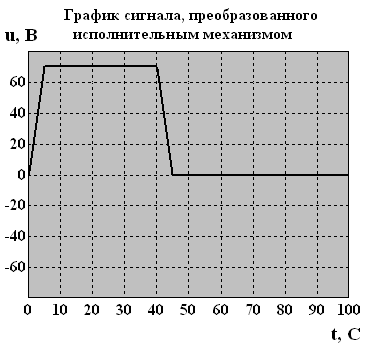 График сигнала, преобразованного
исполнительным механизмом
u, В
60
40
20
0
-20
-40
-60
0 10 20 30 40 50 60 70 80 90 100
t, С